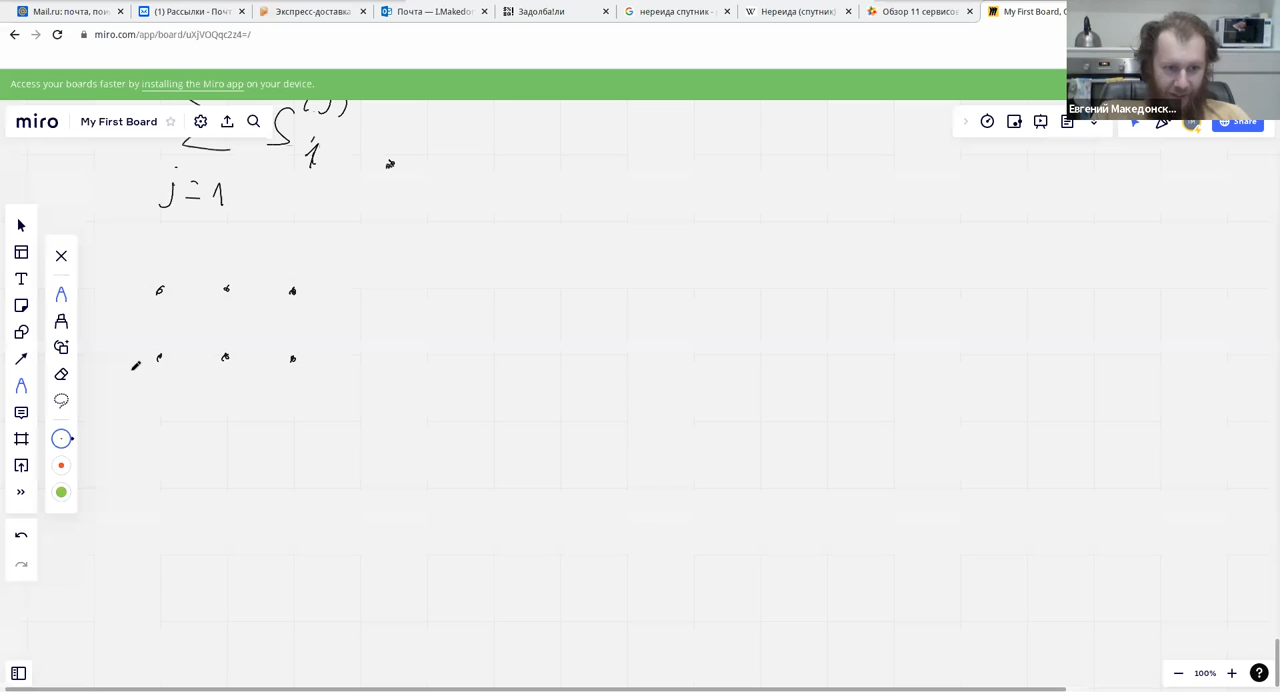 Mail.ru: почта, пои
(1) Рассылки - Почт
Экспресс-доставка
Почта — I.Makedor
Задолба!ли
нереида спутник -
Нереида (спутник)
Обзор 11 сервисов
My First Board,
miro.com/app/board/uXjVOQqc2z4=/
Access your boards faster by installing the Miro app on your device.
Евгений Македонск...
miro My First Board
Share
S
j = 1
100%